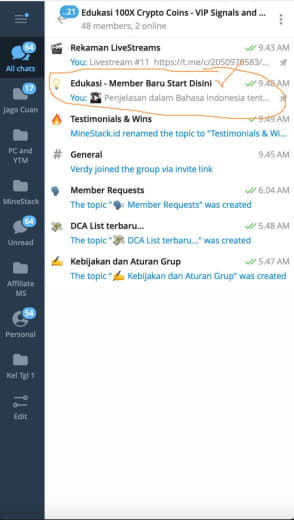 ..21
Edukasi 100X Crypto Coins - VIP Signals and ...
48 members, 2 online
64
All chats
17
Jago Cuan
PC and
YTM
MineStack
64
Unread
Affiliate
MS
54
Personal
Kel Tgl 1
Edit
Rekaman LiveStreams
9.43 AM
You: Livestream #11 https://t.me/c/2050976583/...
Edukasi - Member Baru Start Disini
9.48 AM
You: Penjelasan dalam Bahasa Indonesia tent...
Testimonials & Wins
9.49 AM
MineStack.id renamed the topic to "Testimonials & Wi...
# General
9.45 AM
Verdy joined the group via invite link
Member Requests
6.04 AM
The topic "🗣 Member Requests" was created
DCA List terbaru...
5.48 AM
The topic "💸 DCA List terbaru..." was created
Kebijakan dan Aturan Grup
5.47 AM
The topic "✍️ Kebijakan dan Aturan Grup" was created